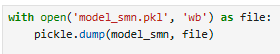 with open('model_smn.pkl', 'wb') as file:
    pickle.dump(model_smn, file)